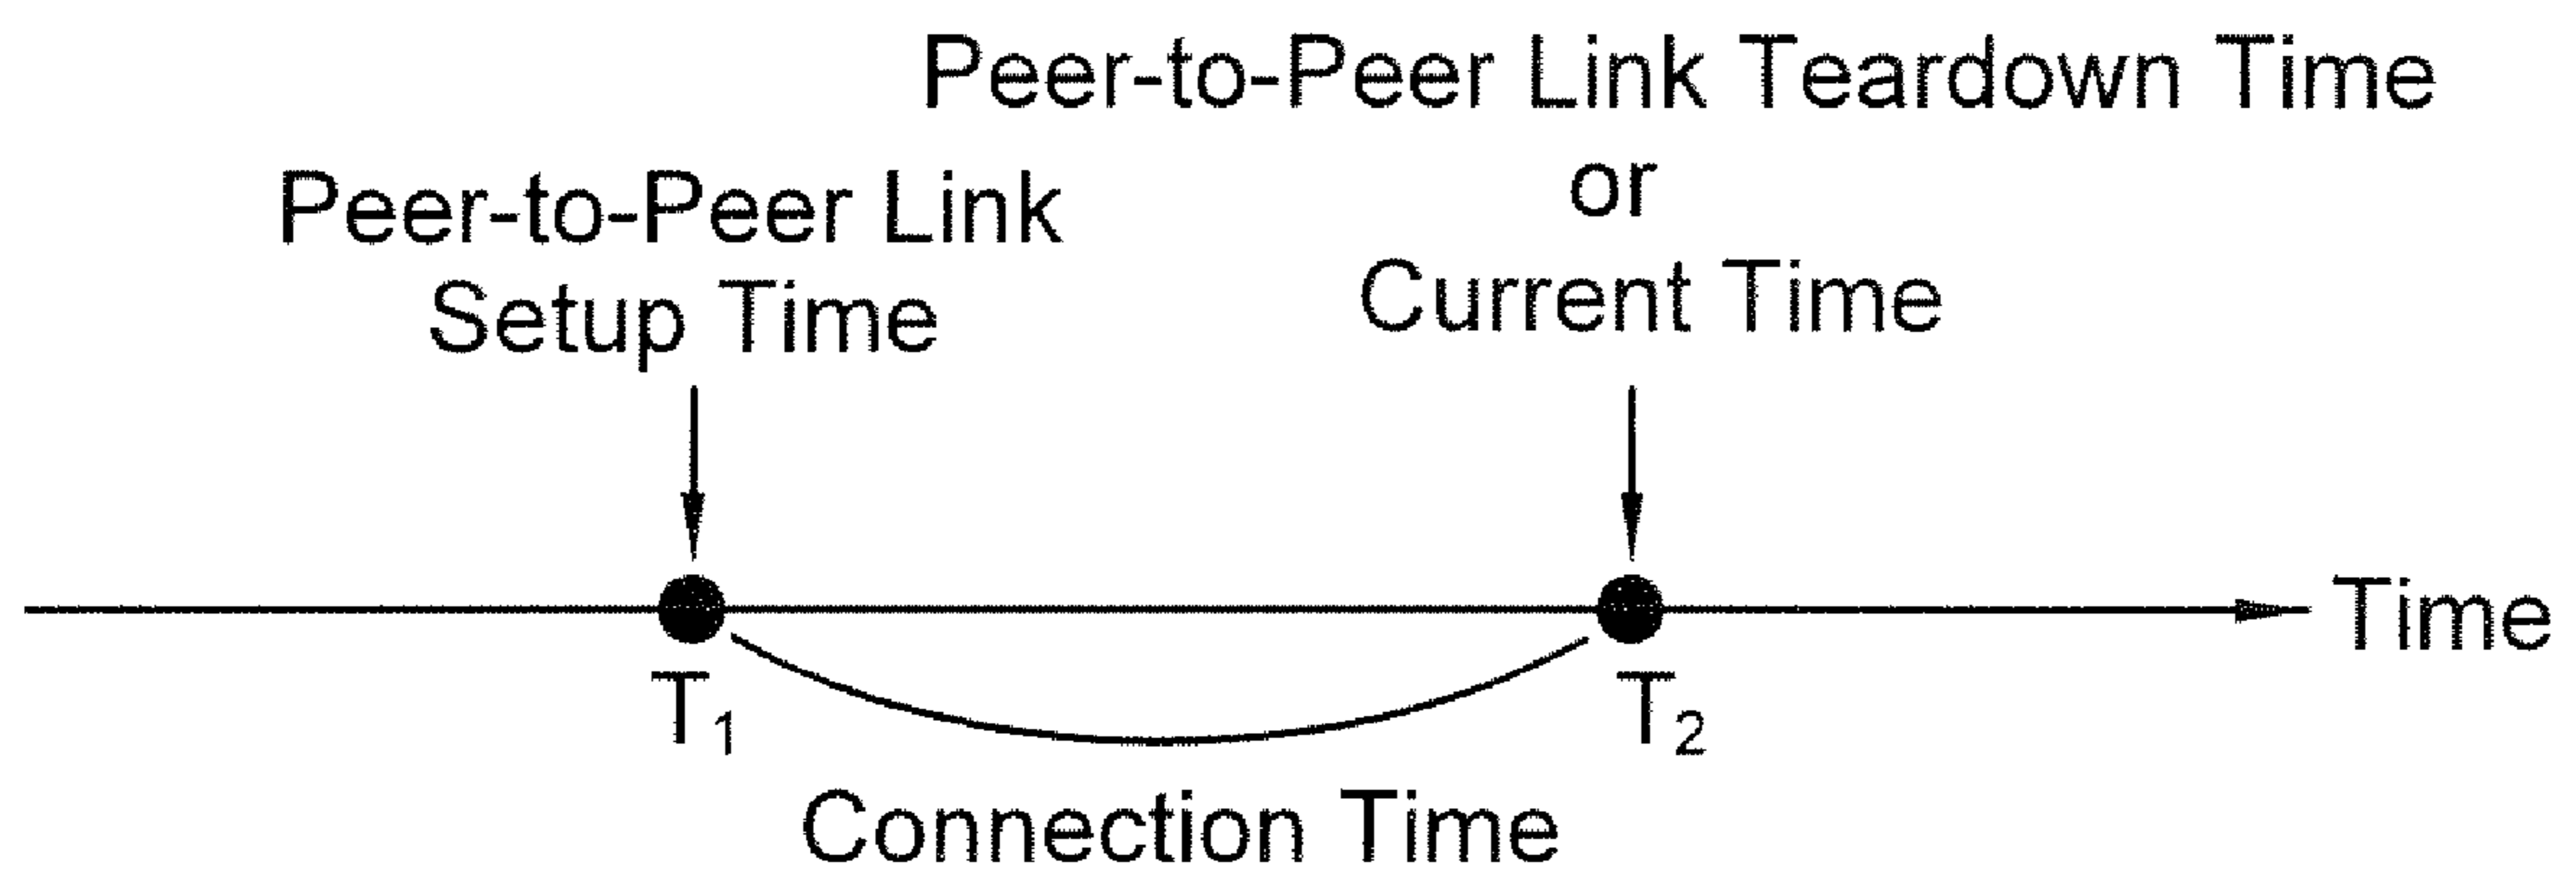 Peer-to-Peer Link Teardown Time
or
Current Time
Peer-to-Peer Link
Setup Time
Time
T₁
T₂
Connection Time